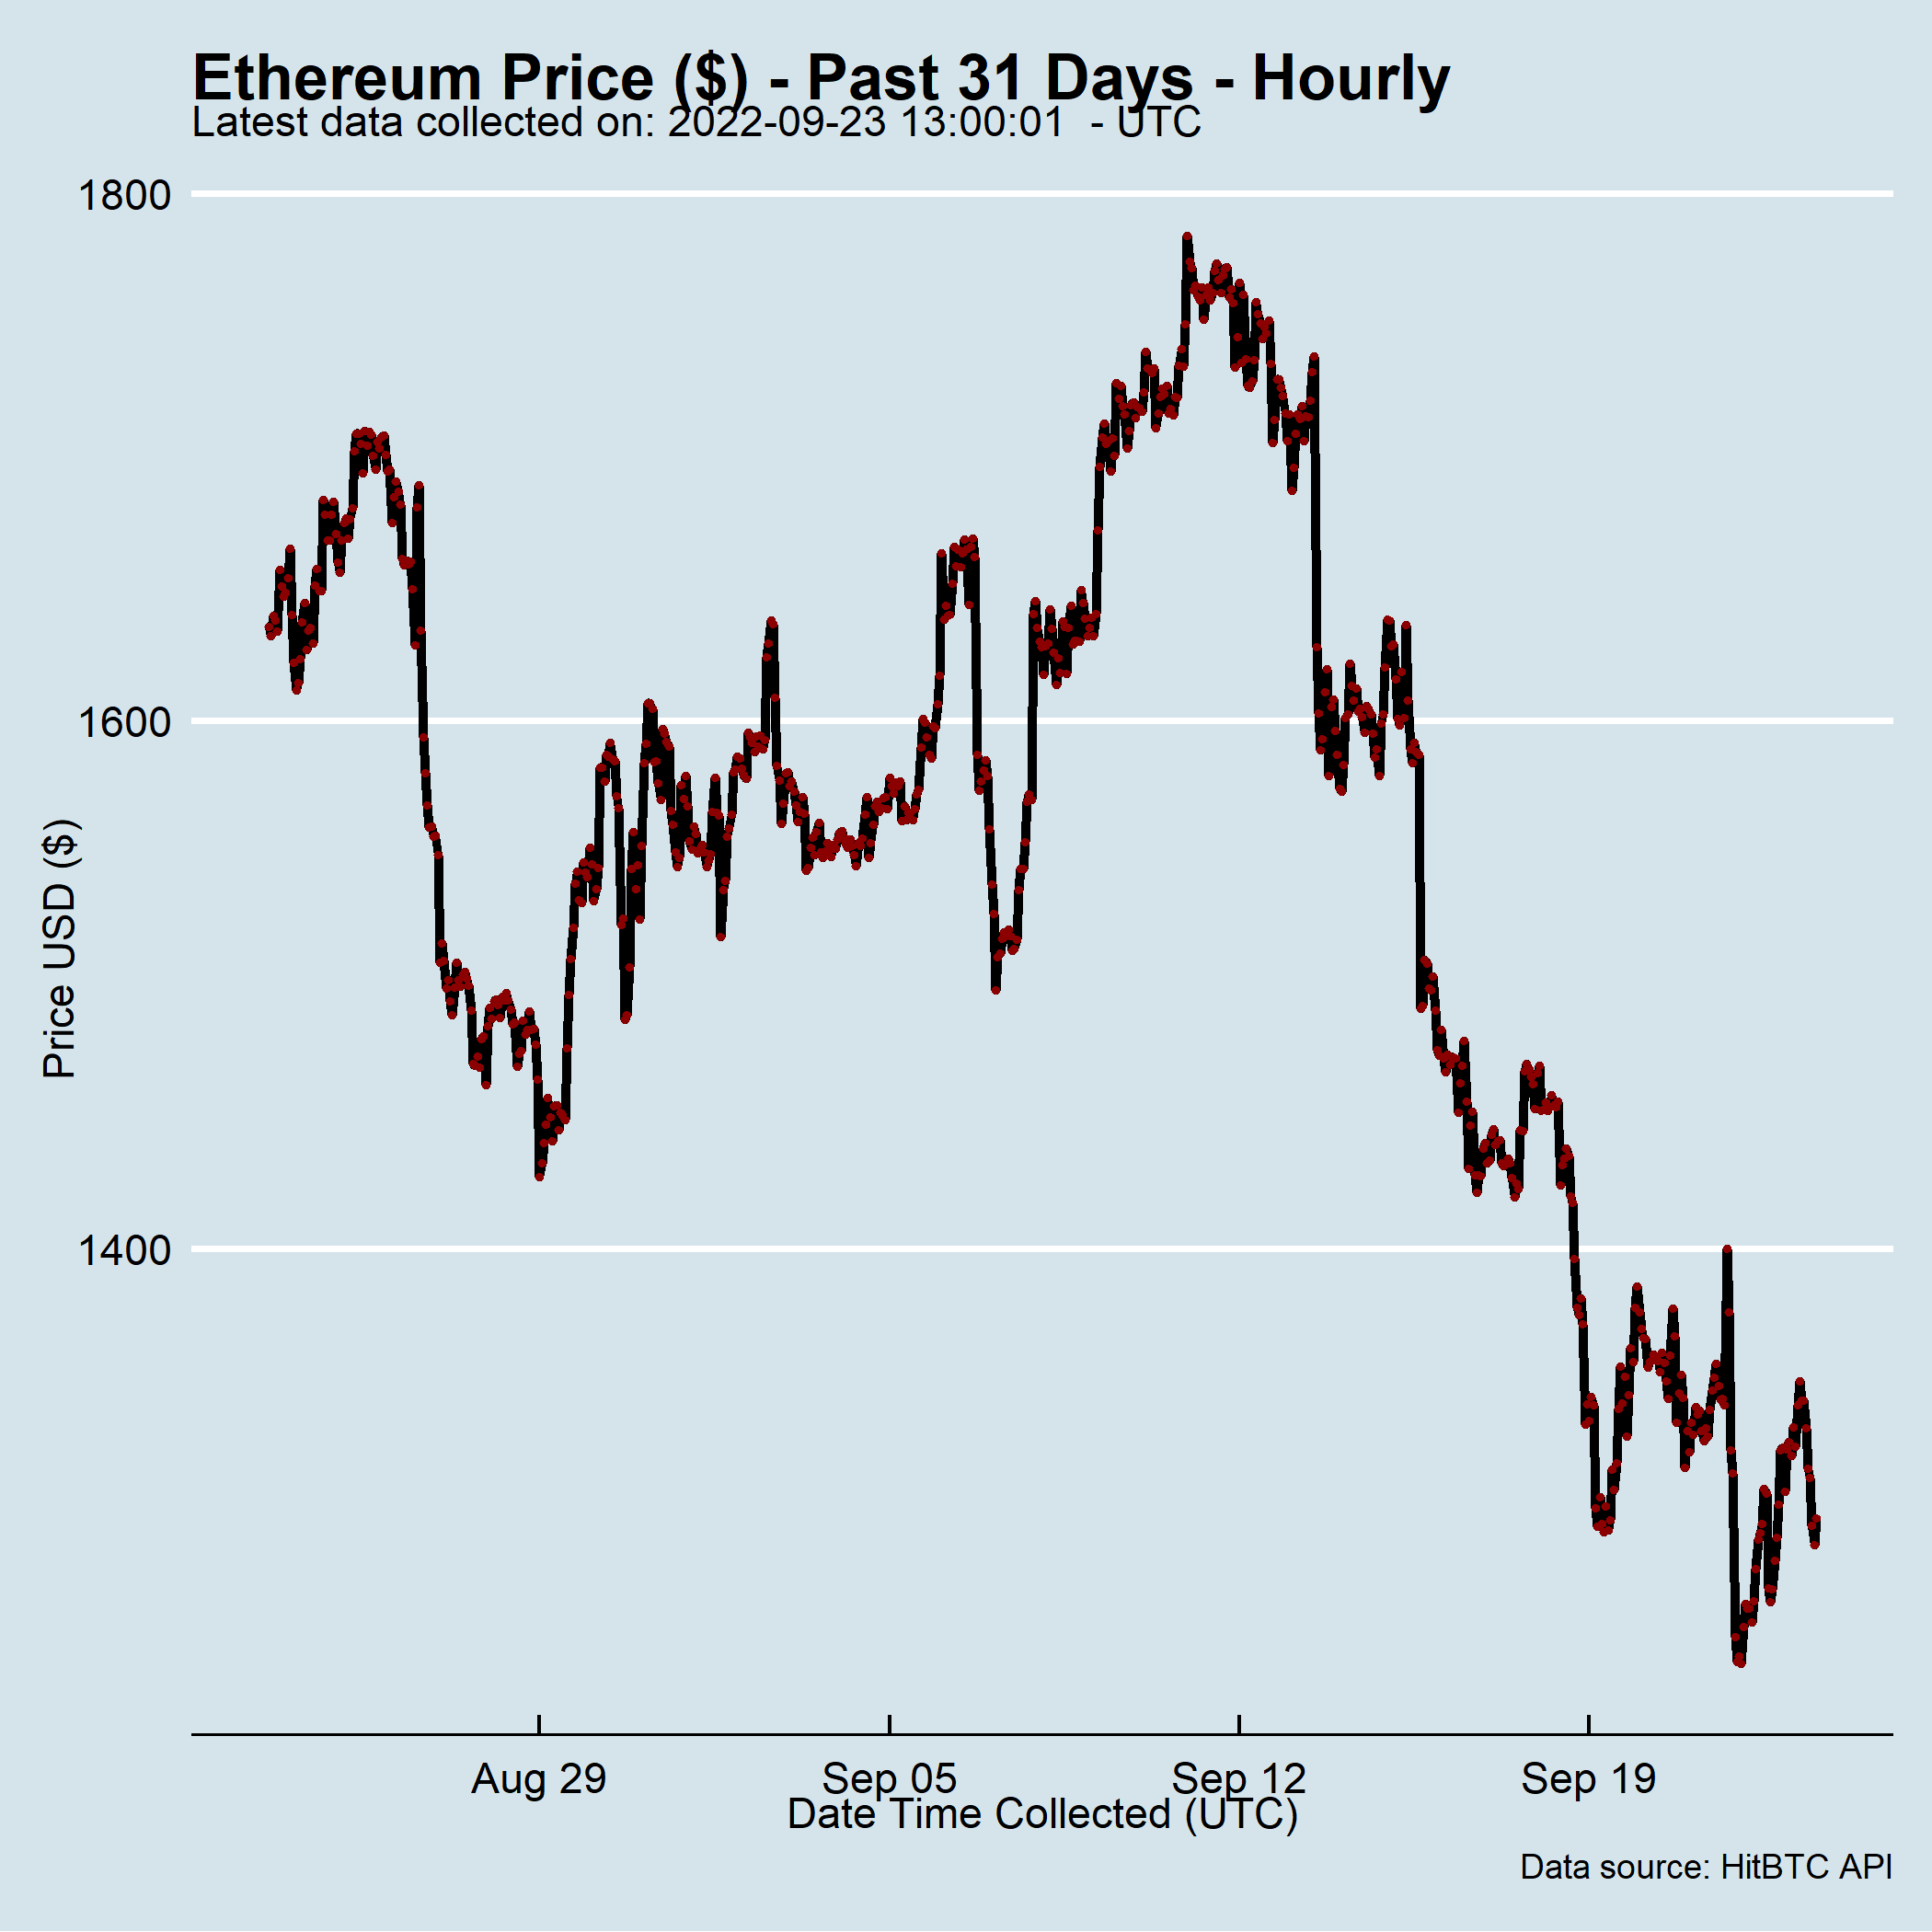 Ethereum Price ($) - Past 31 Days - Hourly
Latest data collected on: 2022-09-23 13:00:01  - UTC
1800
1600
1400
Price USD ($)
Aug 29
Sep 05
Sep 12
Sep 19
Date Time Collected (UTC)
Data source: HitBTC API